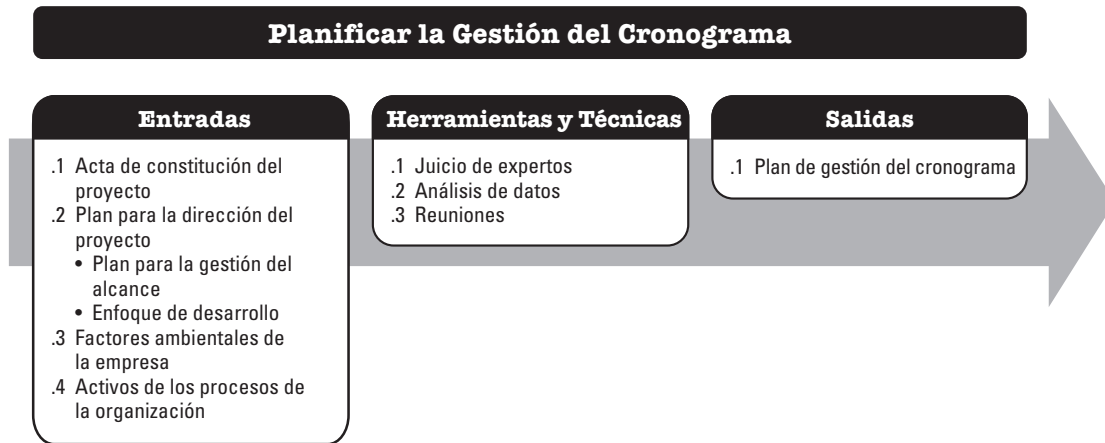 Planificar la Gestión del Cronograma
Entradas
.1 Acta de constitución del
proyecto
.2 Plan para la dirección del
proyecto
• Plan para la gestión del
alcance
• Enfoque de desarrollo
.3 Factores ambientales de
la empresa
.4 Activos de los procesos de
la organización
Herramientas y Técnicas
.1 Juicio de expertos
.2 Análisis de datos
.3 Reuniones
Salidas
.1 Plan de gestión del cronograma